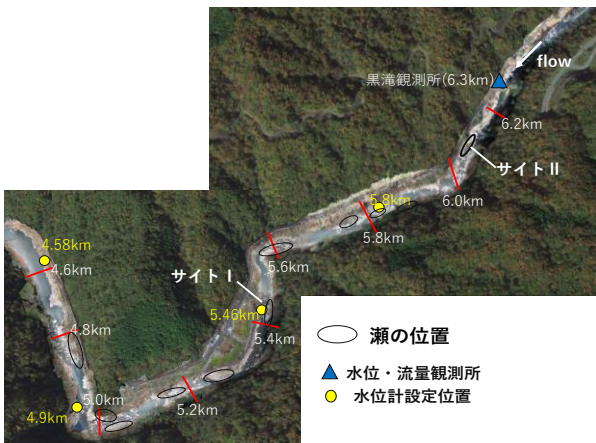 flow
黒滝観測所(6.3km)
6.2km
サイトⅡ
6.0km
5.8km
5.8km
5.6km
サイトⅠ
5.46km
5.4km
4.58km
4.6km
4.8km
5.2km
5.0km
4.9km
瀬の位置
水位・流量観測所
水位計設定位置